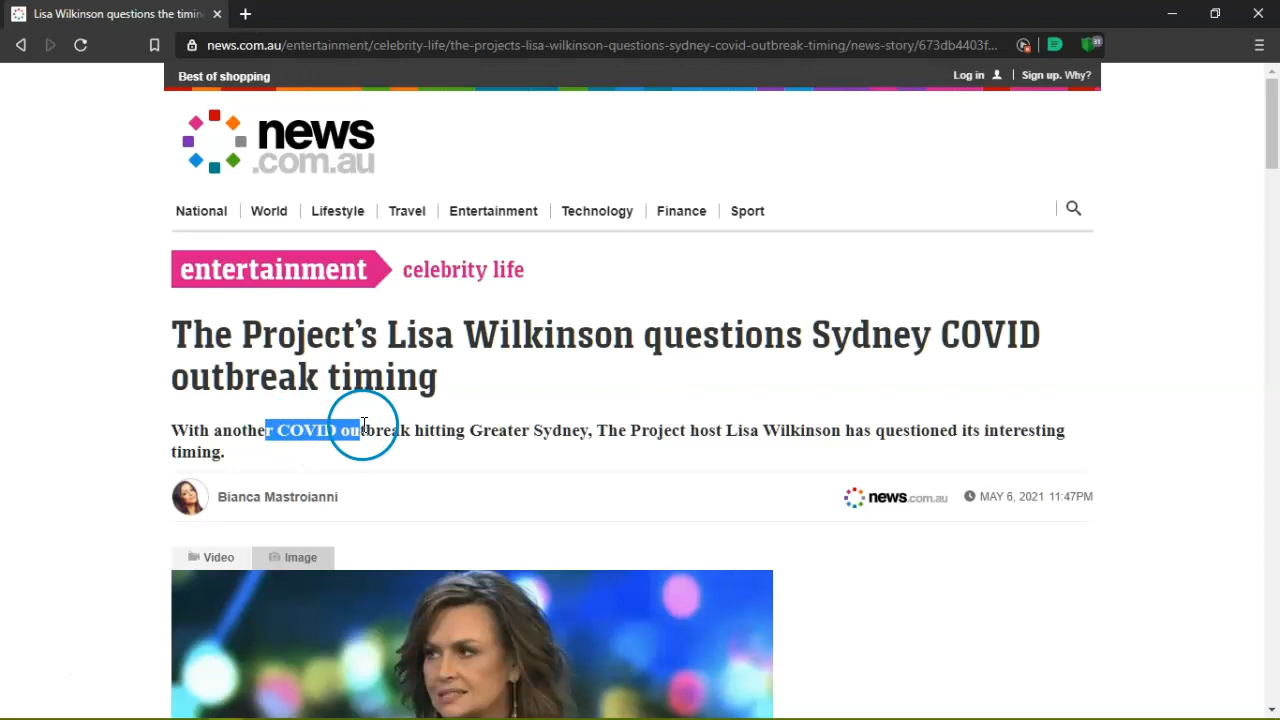 Lisa Wilkinson questions the timin
news.com.au/entertainment/celebrity-life/the-projects-lisa-wilkinson-questions-sydney-covid-outbreak-timing/news-story/673db4403f...
31
Best of shopping
Log in
Sign up. Why?
news
.com.au
National
World
Lifestyle
Travel
Entertainment
Technology
Finance
Sport
entertainment
celebrity life
The Project's Lisa Wilkinson questions Sydney COVID
outbreak timing
With another COVID outbreak hitting Greater Sydney, The Project host Lisa Wilkinson has questioned its interesting
timing.
Bianca Mastroianni
news.com.au
MAY 6, 2021 11:47PM
Video
Image